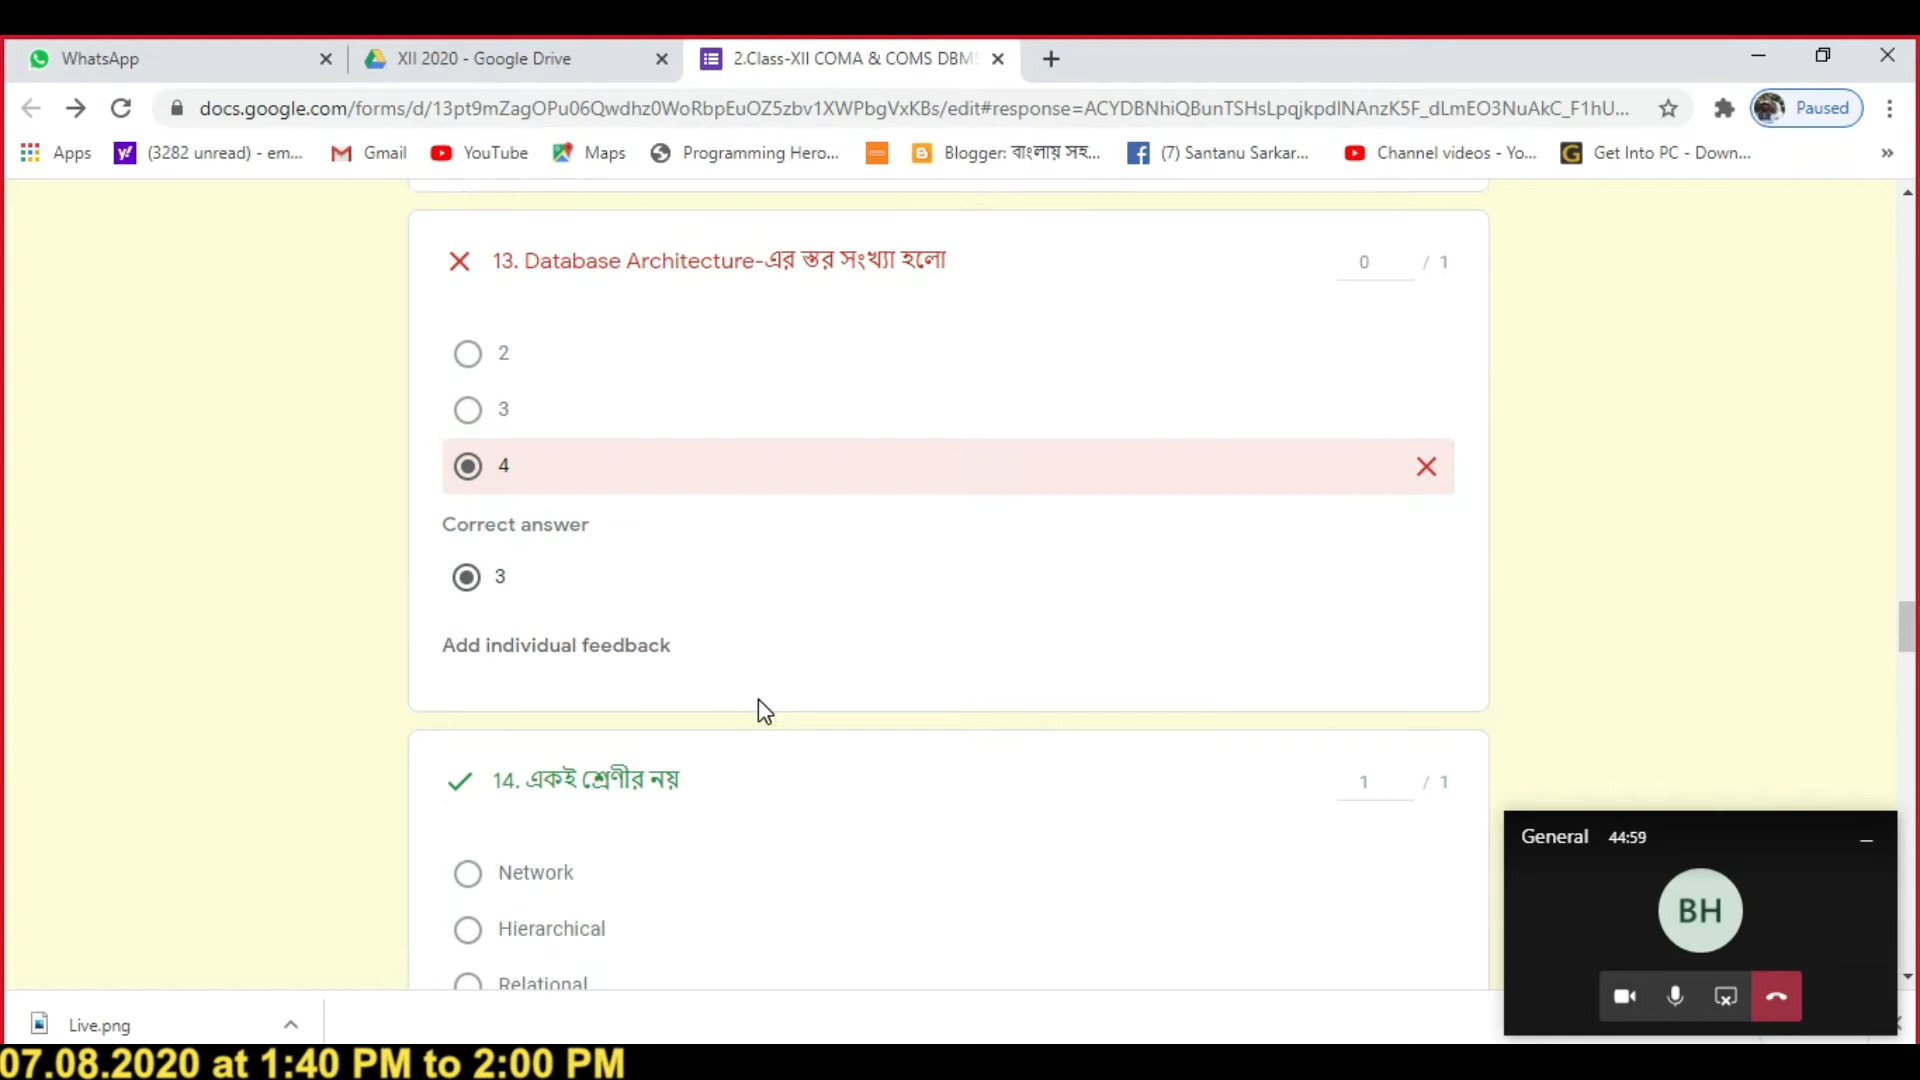 WhatsApp
XII 2020 - Google Drive
2.Class-XII COMA & COMS DBMS
docs.google.com/forms/d/13pt9mZagOPu06Qwdhz0WoRbpEuOZ5zbv1XWPbgVxKBs/edit#response=ACYDBNhiQBunTSHsLpqjkpdlNAnzK5F_dLmEO3NuAkC_F1hU...
Paused
Apps
(3282 unread) - em...
Gmail
YouTube
Maps
Programming Hero...
Blogger: বাংলায় সহ...
(7) Santanu Sarkar...
Channel videos - Yo...
Get Into PC - Down...
13. Database Architecture-এর স্তর সংখ্যা হলো
0 / 1
2
3
4
Correct answer
3
Add individual feedback
14. একই শ্রেণীর নয়
1 / 1
Network
Hierarchical
Relational
General 44:59
BH
Live.png
07.08.2020 at 1:40 PM to 2:00 PM